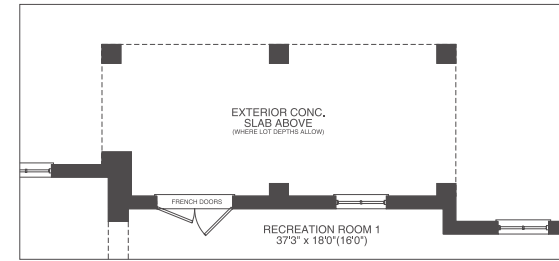 EXTERIOR CONC.
SLAB ABOVE
(WHERE LOT DEPTHS ALLOW)
FRENCH DOORS
RECREATION ROOM 1
37'3" x 18'0"(16'0")